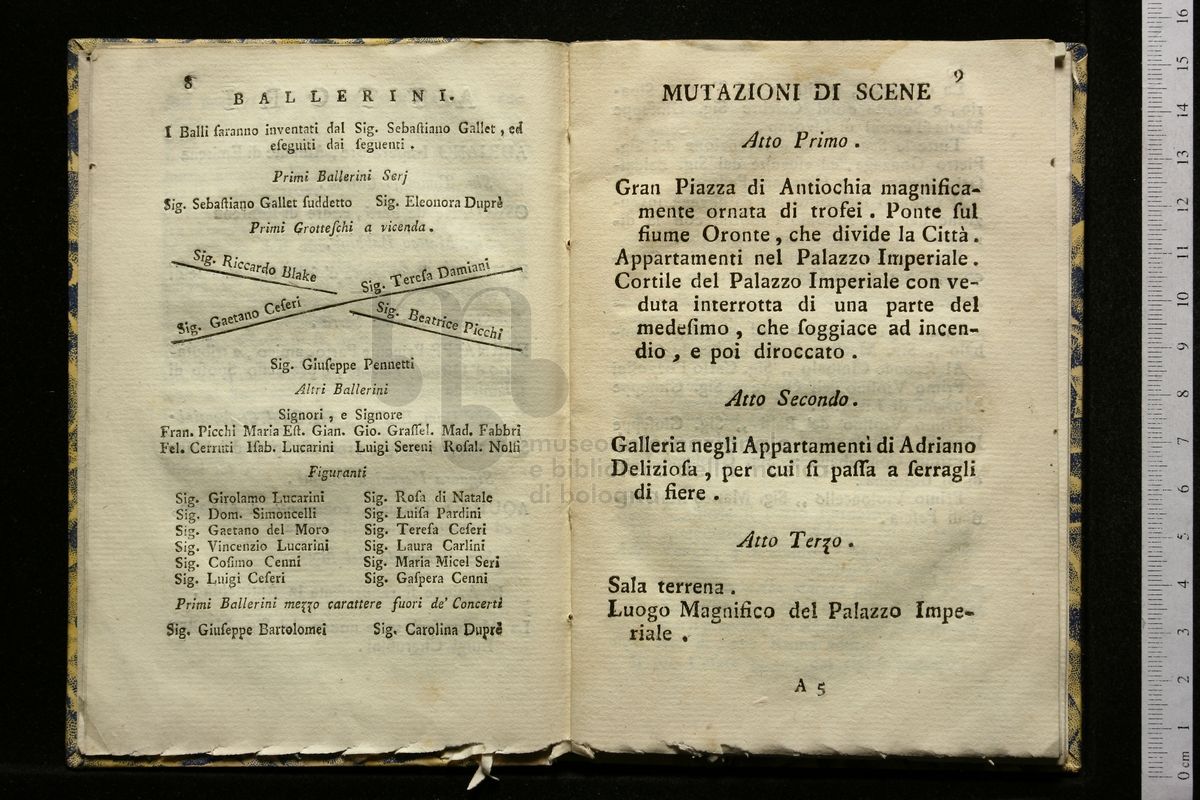 8
BALLERINI.
I Balli ſaranno inventati dal Sig. Sebaſtiano Gallet, ed
eſeguiti dai ſeguenti.
Primi Ballerini Serj
Sig. Sebaſtiano Gallet ſuddetto Sig. Eleonora Duprè
Primi Grotteſchi a vicenda.
Sig. Riccardo Blake Sig. Tereſa Damiani
Sig. Gaetano Ceſeri Sig. Beatrice Picchi
Sig. Giuſeppe Pennetti
Altri Ballerini
Signori, e Signore
Fran. Picchi Maria Eſt. Gian. Gio. Graſſel. Mad. Fabbri
Fel. Cerruti Iſab. Lucarini Luigi Sereni Roſal. Nolfi
Figuranti
Sig. Girolamo Lucarini Sig. Roſa di Natale
Sig. Dom. Simoncelli Sig. Luiſa Pardini
Sig. Gaetano del Moro Sig. Tereſa Ceſeri
Sig. Vincenzio Lucarini Sig. Laura Carlini
Sig. Coſimo Cenni Sig. Maria Micel Seri
Sig. Luigi Ceſeri Sig. Gaſpera Cenni
Primi Ballerini mezzo carattere fuori de' Concerti
Sig. Giuſeppe Bartolomei Sig. Carolina Duprè
9
MUTAZIONI DI SCENE
Atto Primo.
Gran Piazza di Antiochia magnifica-
mente ornata di trofei. Ponte ſul
fiume Oronte, che divide la Città.
Appartamenti nel Palazzo Imperiale.
Cortile del Palazzo Imperiale con ve-
duta interrotta di una parte del
medeſimo, che ſoggiace ad incen-
dio, e poi diroccato.
Atto Secondo.
Galleria negli Appartamenti di Adriano
Delizioſa, per cui ſi paſſa a ſerragli
di fiere.
Atto Terzo.
Sala terrena.
Luogo Magnifico del Palazzo Impe-
riale.
A 5